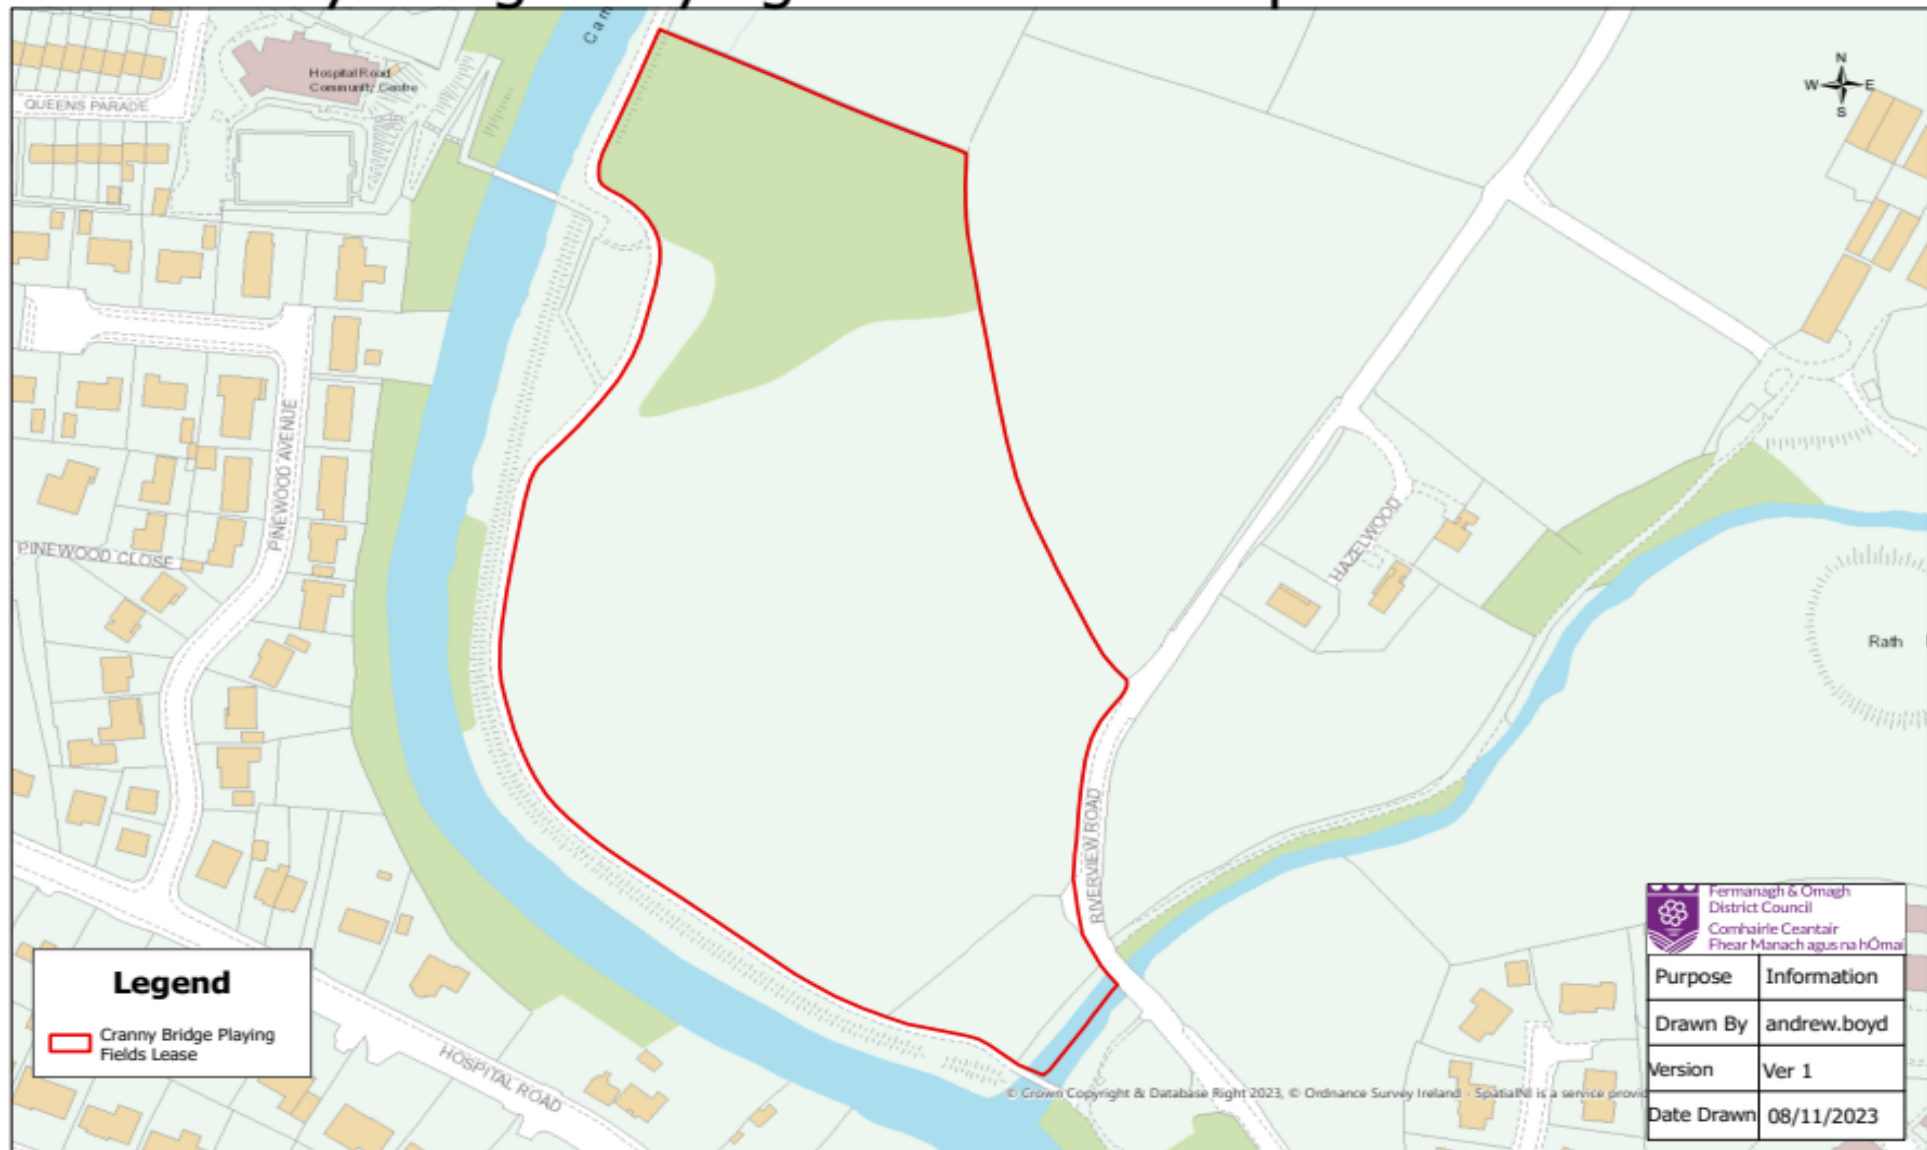 Cam
Hospital Road
Community Centre
QUEENS PARADE
N
W E
S
PINEWOOD AVENUE
PINEWOOD CLOSE
HAZELWOOD
Rath
RIVERVIEW ROAD
HOSPITAL ROAD
Legend
Cranny Bridge Playing
Fields Lease
Fermanagh & Omagh
District Council
Comhairle Ceantair
Fhear Manach agus na hÓmaí
Purpose Information
Drawn By andrew.boyd
Version Ver 1
Date Drawn 08/11/2023
© Crown Copyright & Database Right 2023, © Ordnance Survey Ireland - SpatialNI is a service provi